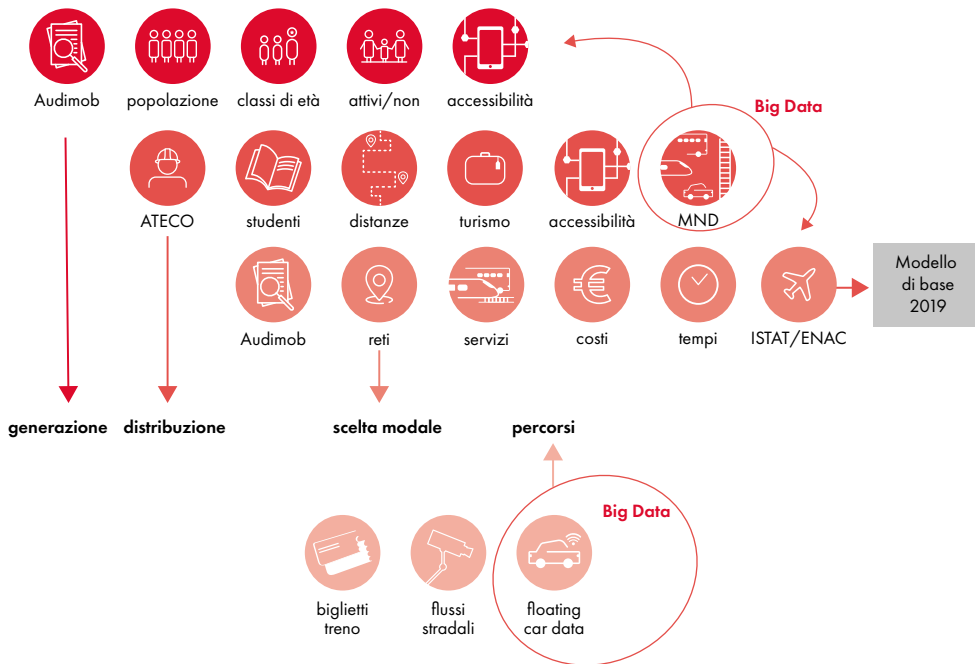 Audimob
popolazione
classi di età
attivi/non
accessibilità
Big Data
ATECO
studenti
distanze
turismo
accessibilità
MND
Audimob
reti
servizi
costi
tempi
ISTAT/ENAC
Modello
di base
2019
generazione
distribuzione
scelta modale
percorsi
Big Data
biglietti
treno
flussi
stradali
floating
car data